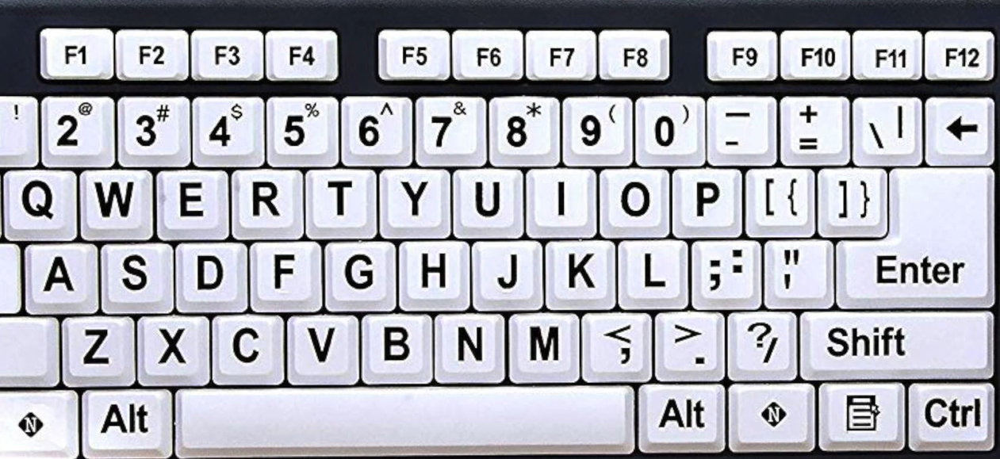 F1 F2 F3 F4 F5 F6 F7 F8 F9 F10 F11 F12
! 2 @ 3 # 4 $ 5 % 6 ^ 7 & 8 * 9 ( 0 ) — - + = \ | ←
Q W E R T Y U I O P [ { ] }
A S D F G H J K L ; : " ' Enter
Z X C V B N M < , > . ? / Shift
N Alt Alt N Ctrl